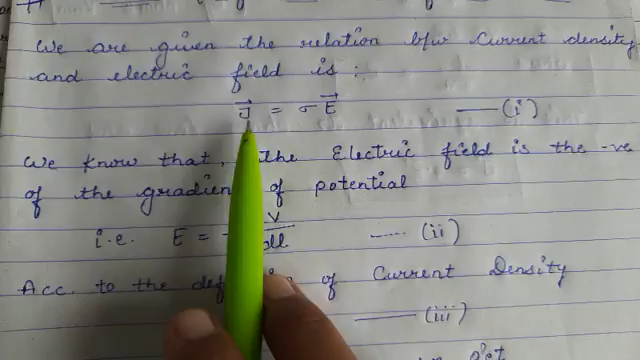 We are given the relation b/w Current density
and electric field is :
J = σE —— (i)
We know that, the Electric field is the -ve
of the gradien of potential
i.e. E = - V ---- (ii)
Acc. to the def of Current Density
—— (iii)